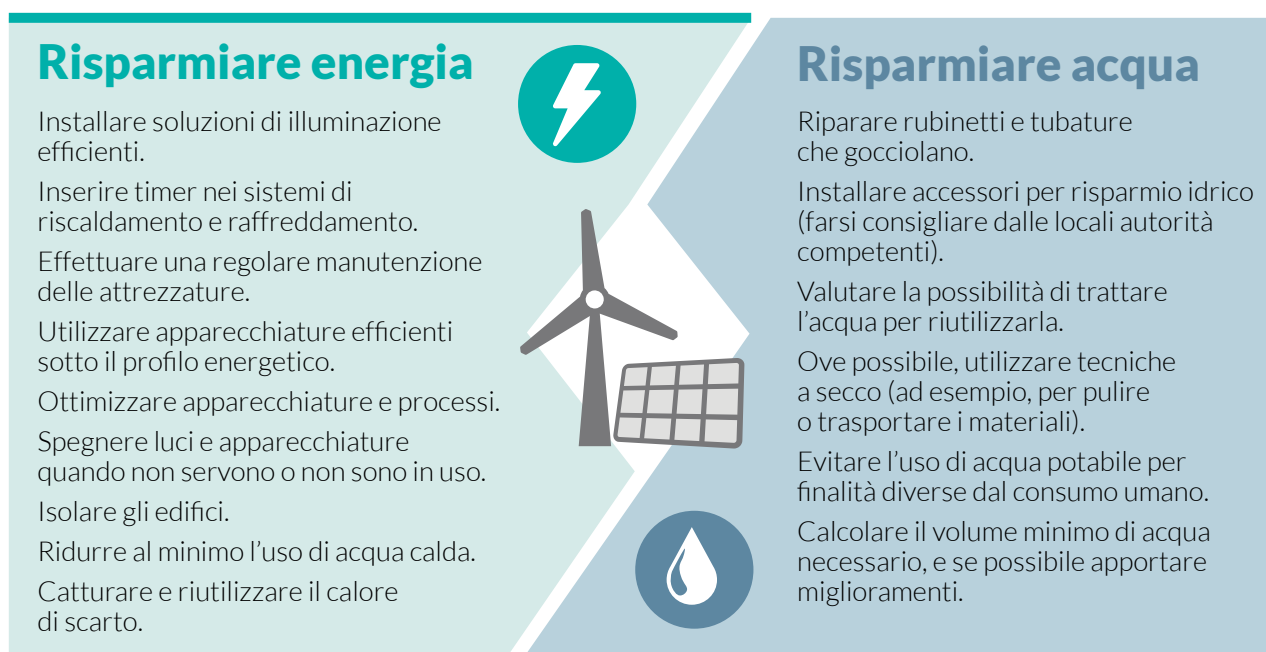 Risparmiare energia
Installare soluzioni di illuminazione
efficienti.
Inserire timer nei sistemi di
riscaldamento e raffreddamento.
Effettuare una regolare manutenzione
delle attrezzature.
Utilizzare apparecchiature efficienti
sotto il profilo energetico.
Ottimizzare apparecchiature e processi.
Spegnere luci e apparecchiature
quando non servono o non sono in uso.
Isolare gli edifici.
Ridurre al minimo l’uso di acqua calda.
Catturare e riutilizzare il calore
di scarto.
Risparmiare acqua
Riparare rubinetti e tubature
che gocciolano.
Installare accessori per risparmio idrico
(farsi consigliare dalle locali autorità
competenti).
Valutare la possibilità di trattare
l’acqua per riutilizzarla.
Ove possibile, utilizzare tecniche
a secco (ad esempio, per pulire
o trasportare i materiali).
Evitare l’uso di acqua potabile per
finalità diverse dal consumo umano.
Calcolare il volume minimo di acqua
necessario, e se possibile apportare
miglioramenti.